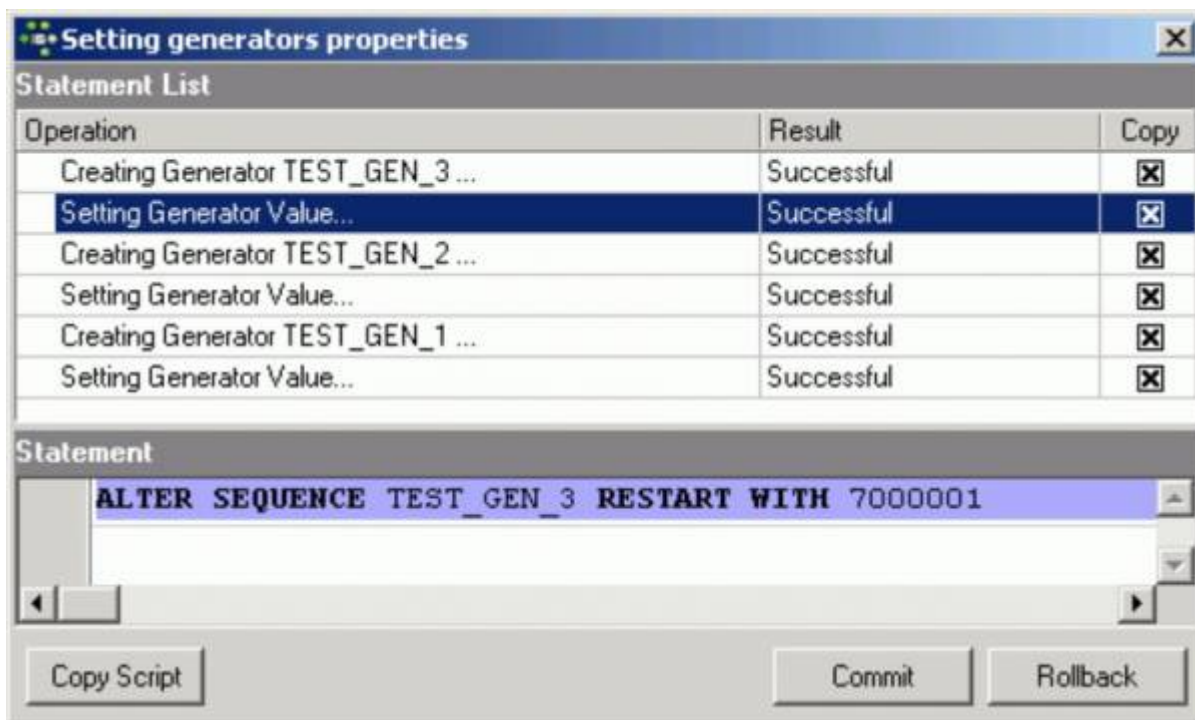 Setting generators properties
Statement List
Operation Result Copy
Creating Generator TEST_GEN_3 ... Successful
Setting Generator Value... Successful
Creating Generator TEST_GEN_2 ... Successful
Setting Generator Value... Successful
Creating Generator TEST_GEN_1 ... Successful
Setting Generator Value... Successful
Statement
ALTER SEQUENCE TEST_GEN_3 RESTART WITH 7000001
Copy Script Commit Rollback